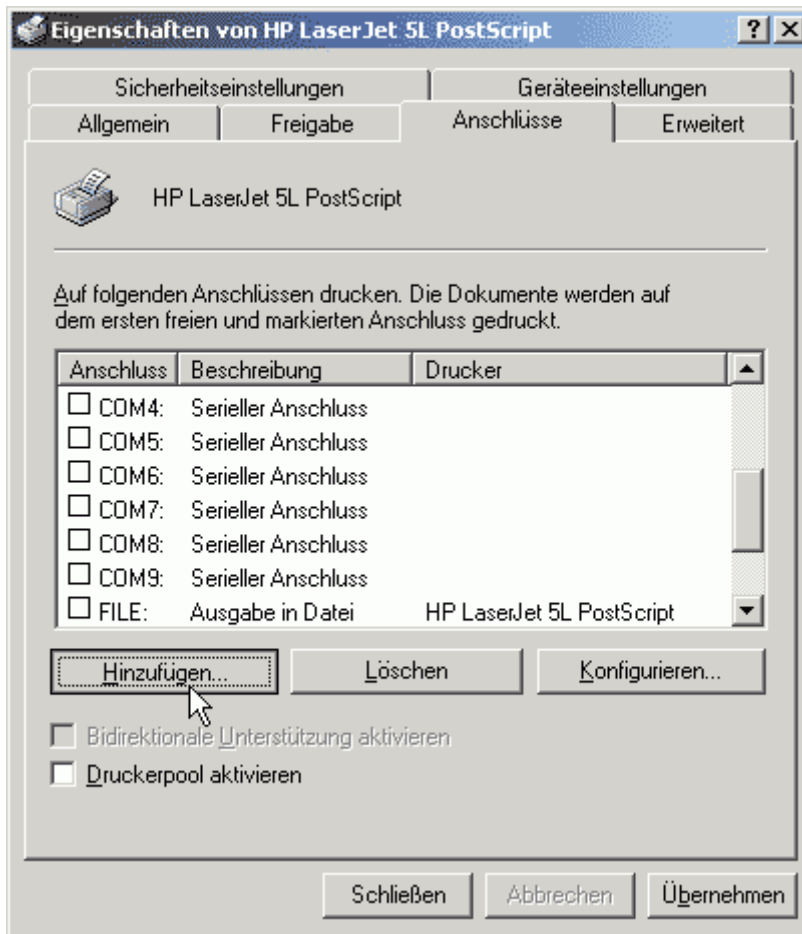 Eigenschaften von HP LaserJet 5L PostScript
Sicherheitseinstellungen Geräteeinstellungen
Allgemein Freigabe Anschlüsse Erweitert
HP LaserJet 5L PostScript
Auf folgenden Anschlüssen drucken. Die Dokumente werden auf
dem ersten freien und markierten Anschluss gedruckt.
Anschluss Beschreibung Drucker
COM4: Serieller Anschluss
COM5: Serieller Anschluss
COM6: Serieller Anschluss
COM7: Serieller Anschluss
COM8: Serieller Anschluss
COM9: Serieller Anschluss
FILE: Ausgabe in Datei HP LaserJet 5L PostScript
Hinzufügen... Löschen Konfigurieren...
Bidirektionale Unterstützung aktivieren
Druckerpool aktivieren
Schließen Abbrechen Übernehmen